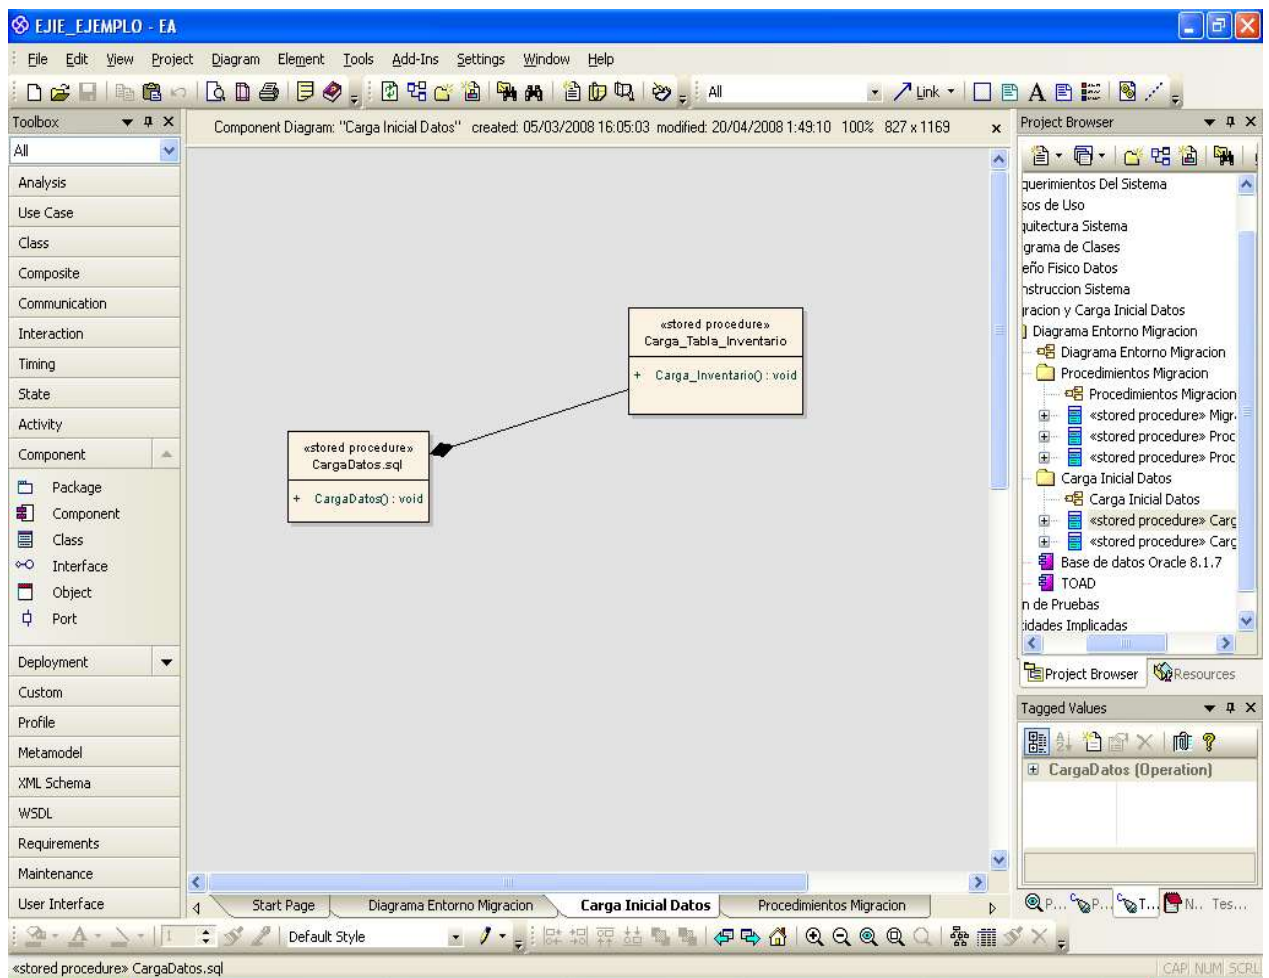 EJIE_EJEMPLO - EA
File Edit View Project Diagram Element Tools Add-Ins Settings Window Help
All Link
Toolbox
Component Diagram: "Carga Inicial Datos" created: 05/03/2008 16:05:03 modified: 20/04/2008 1:49:10 100% 827 x 1169
Project Browser
All
Analysis
Use Case
Class
Composite
Communication
Interaction
Timing
State
Activity
Component
Package
Component
Class
Interface
Object
Port
Deployment
Custom
Profile
Metamodel
XML Schema
WSDL
Requirements
Maintenance
User Interface
«stored procedure»
Carga_Tabla_Inventario
+ Carga_Inventario() : void
«stored procedure»
CargaDatos.sql
+ CargaDatos() : void
querimientos Del Sistema
sos de Uso
quitectura Sistema
grama de Clases
eño Fisico Datos
nstruccion Sistema
racion y Carga Inicial Datos
Diagrama Entorno Migracion
Diagrama Entorno Migracion
Procedimientos Migracion
Procedimientos Migracion
«stored procedure» Migr
«stored procedure» Proc
«stored procedure» Proc
Carga Inicial Datos
Carga Inicial Datos
«stored procedure» Carg
«stored procedure» Carg
Base de datos Oracle 8.1.7
TOAD
n de Pruebas
idades Implicadas
Project Browser Resources
Tagged Values
CargaDatos (Operation)
P... P... T... N... Tes...
Start Page Diagrama Entorno Migracion Carga Inicial Datos Procedimientos Migracion
1 Default Style
«stored procedure» CargaDatos.sql
CAP NUM SCRL